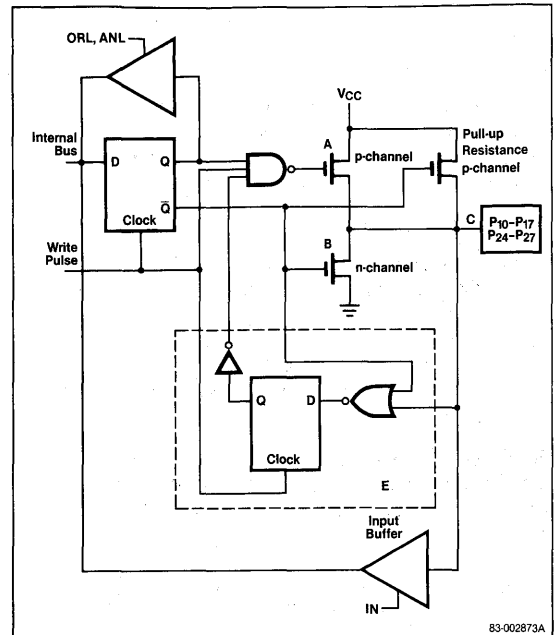 ORL, ANL
VCC
Internal
Bus
D
Q
Q̅
Clock
Write
Pulse
A
p-channel
Pull-up
Resistance
p-channel
C
P10–P17
P24–P27
B
n-channel
Q
D
Clock
E
Input
Buffer
IN
83-002873A